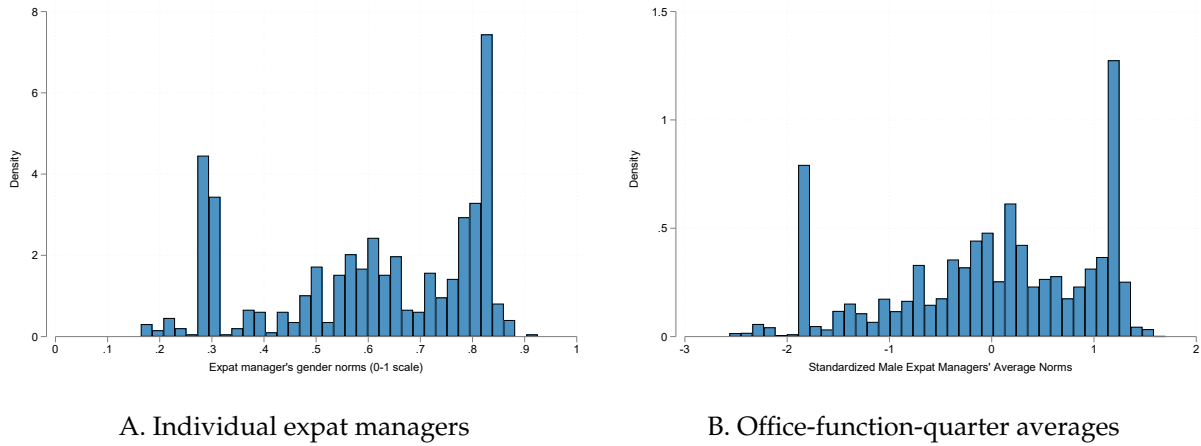 8
6
4
2
0
Density
0 .1 .2 .3 .4 .5 .6 .7 .8 .9 1
Expat manager's gender norms (0-1 scale)
A. Individual expat managers
1.5
1
.5
0
Density
-3 -2 -1 0 1 2
Standardized Male Expat Managers' Average Norms
B. Office-function-quarter averages